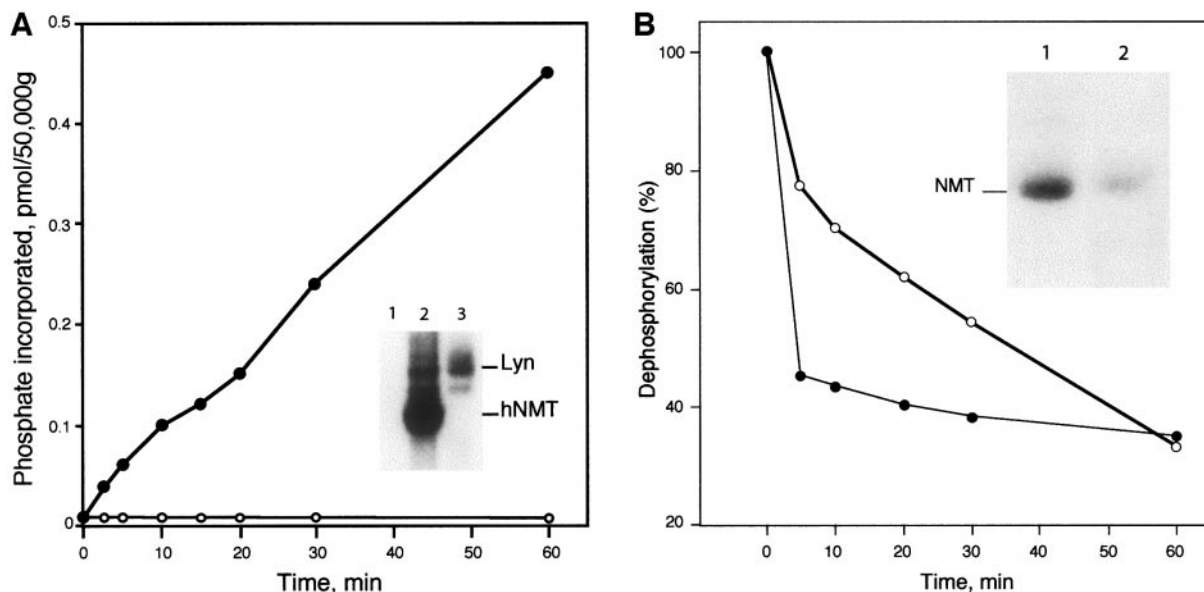 A
Phosphate incorporated, pmol/50,000g
0.5
0.4
0.3
0.2
0.1
0
0 10 20 30 40 50 60
Time, min
1 2 3
Lyn
hNMT
B
Dephosphorylation (%)
100
80
60
40
20
0 10 20 30 40 50 60
Time, min
1 2
NMT